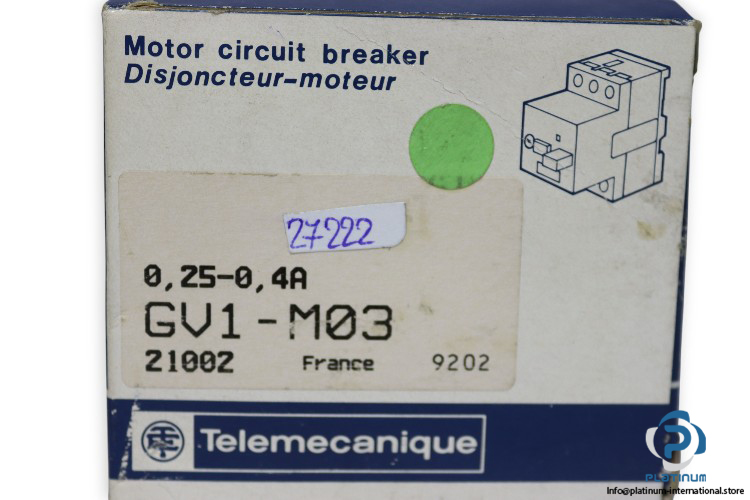 Motor circuit breaker
Disjoncteur-moteur
27222
0,25-0,4A
GV1-M03
21002 France 9202
Telemecanique
PLATINUM
Info@platinum-international.store